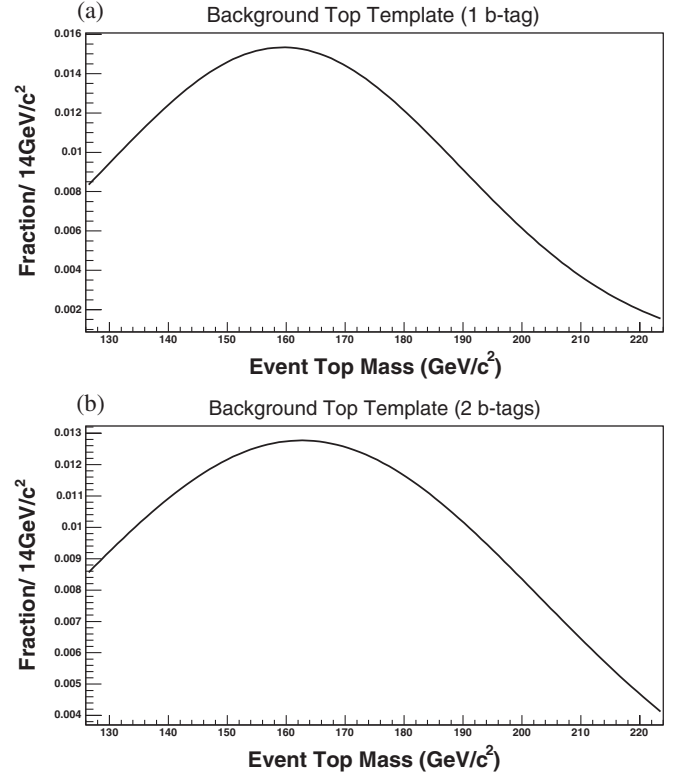 (a)
Background Top Template (1 b-tag)
0.016
0.014
0.012
0.01
0.008
0.006
0.004
0.002
Fraction/ 14GeV/c²
130 140 150 160 170 180 190 200 210 220
Event Top Mass (GeV/c²)
(b)
Background Top Template (2 b-tags)
0.013
0.012
0.011
0.01
0.009
0.008
0.007
0.006
0.005
0.004
Fraction/ 14GeV/c²
130 140 150 160 170 180 190 200 210 220
Event Top Mass (GeV/c²)